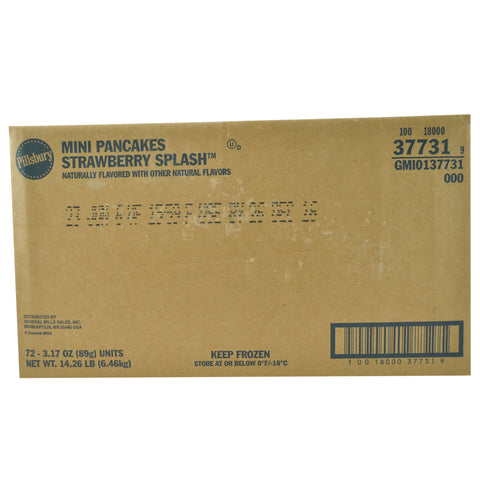 Pillsbury
MINI PANCAKES
STRAWBERRY SPLASH™
NATURALLY FLAVORED WITH OTHER NATURAL FLAVORS
U D
100 18000
37731 9
GMI0137731
000
DISTRIBUTED BY
GENERAL MILLS SALES, INC.
MINNEAPOLIS, MN 55440 USA
© General Mills
72 - 3.17 OZ (89g) UNITS
NET WT. 14.26 LB (6.46kg)
KEEP FROZEN
STORE AT OR BELOW 0°F/-18°C
1 00 18000 37731 9